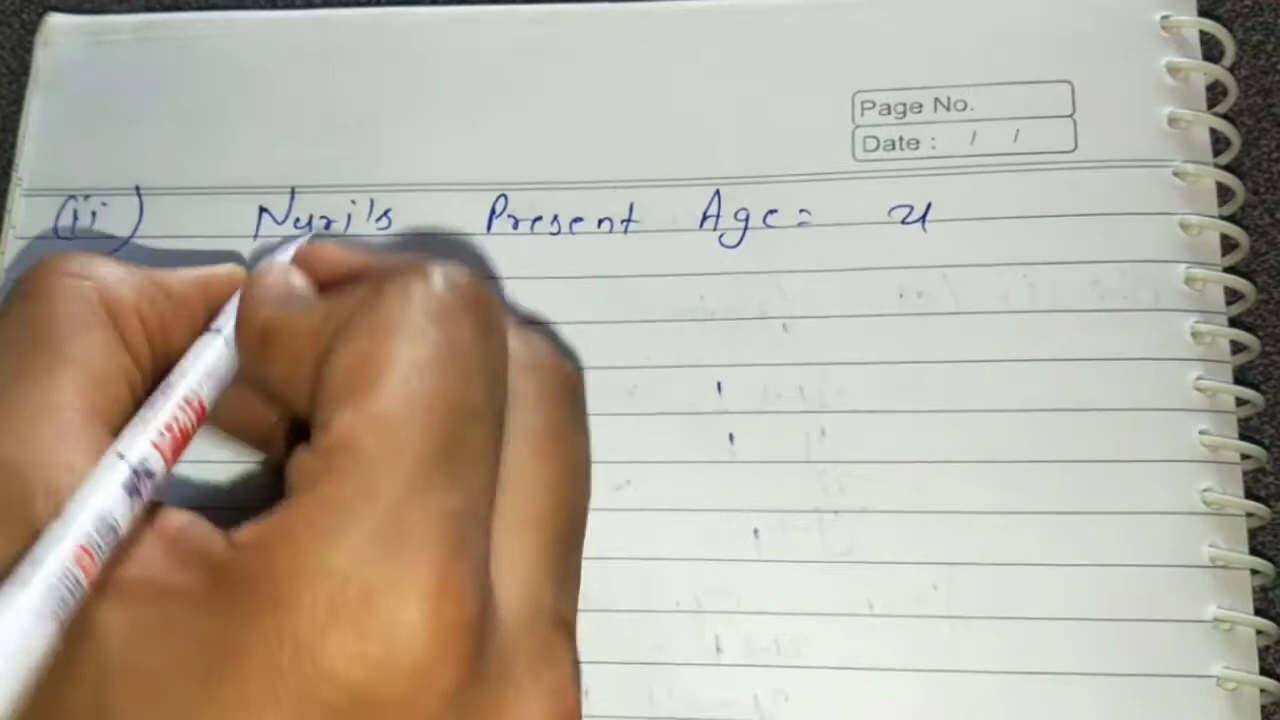 Page No.
Date : / /
(ii) Nuri's Present Age = x